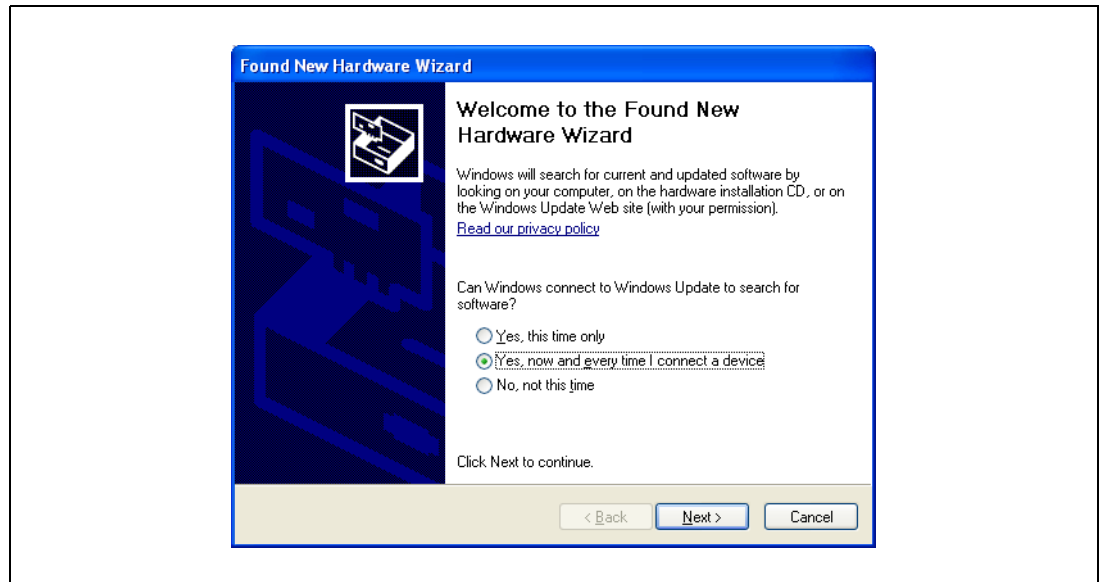 Found New Hardware Wizard
Welcome to the Found New
Hardware Wizard
Windows will search for current and updated software by
looking on your computer, on the hardware installation CD, or on
the Windows Update Web site (with your permission).
Read our privacy policy
Can Windows connect to Windows Update to search for
software?
Yes, this time only
Yes, now and every time I connect a device
No, not this time
Click Next to continue.
< Back Next > Cancel